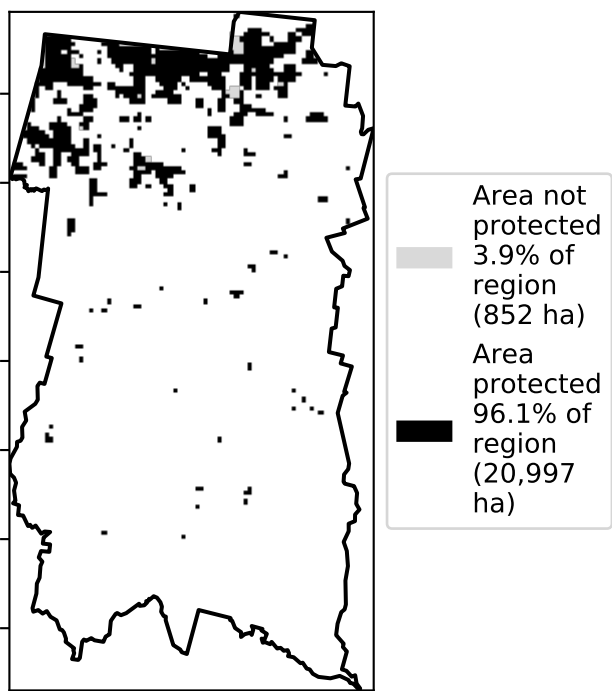 Area not
protected
3.9% of
region
(852 ha)
Area
protected
96.1% of
region
(20,997
ha)